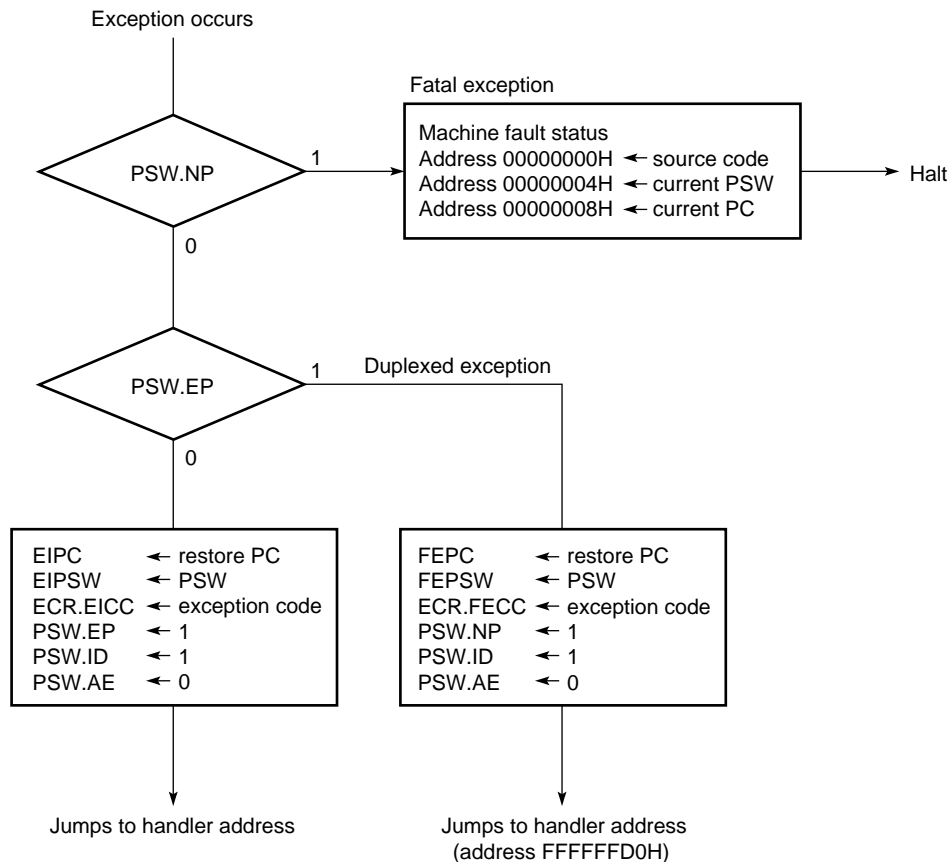 Exception occurs
Fatal exception
Machine fault status
Address 00000000H ← source code
Address 00000004H ← current PSW
Address 00000008H ← current PC
PSW.NP
1
Halt
0
PSW.EP
1
Duplexed exception
0
EIPC ← restore PC
EIPSW ← PSW
ECR.EICC ← exception code
PSW.EP ← 1
PSW.ID ← 1
PSW.AE ← 0
FEPC ← restore PC
FEPSW ← PSW
ECR.FECC ← exception code
PSW.NP ← 1
PSW.ID ← 1
PSW.AE ← 0
Jumps to handler address
Jumps to handler address
(address FFFFFFD0H)